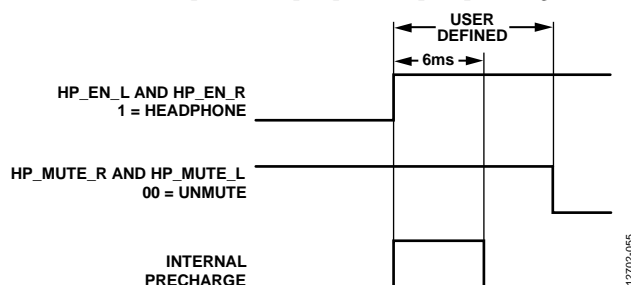 USER
DEFINED
6ms
HP_EN_L AND HP_EN_R
1 = HEADPHONE
HP_MUTE_R AND HP_MUTE_L
00 = UNMUTE
INTERNAL
PRECHARGE
12702-055